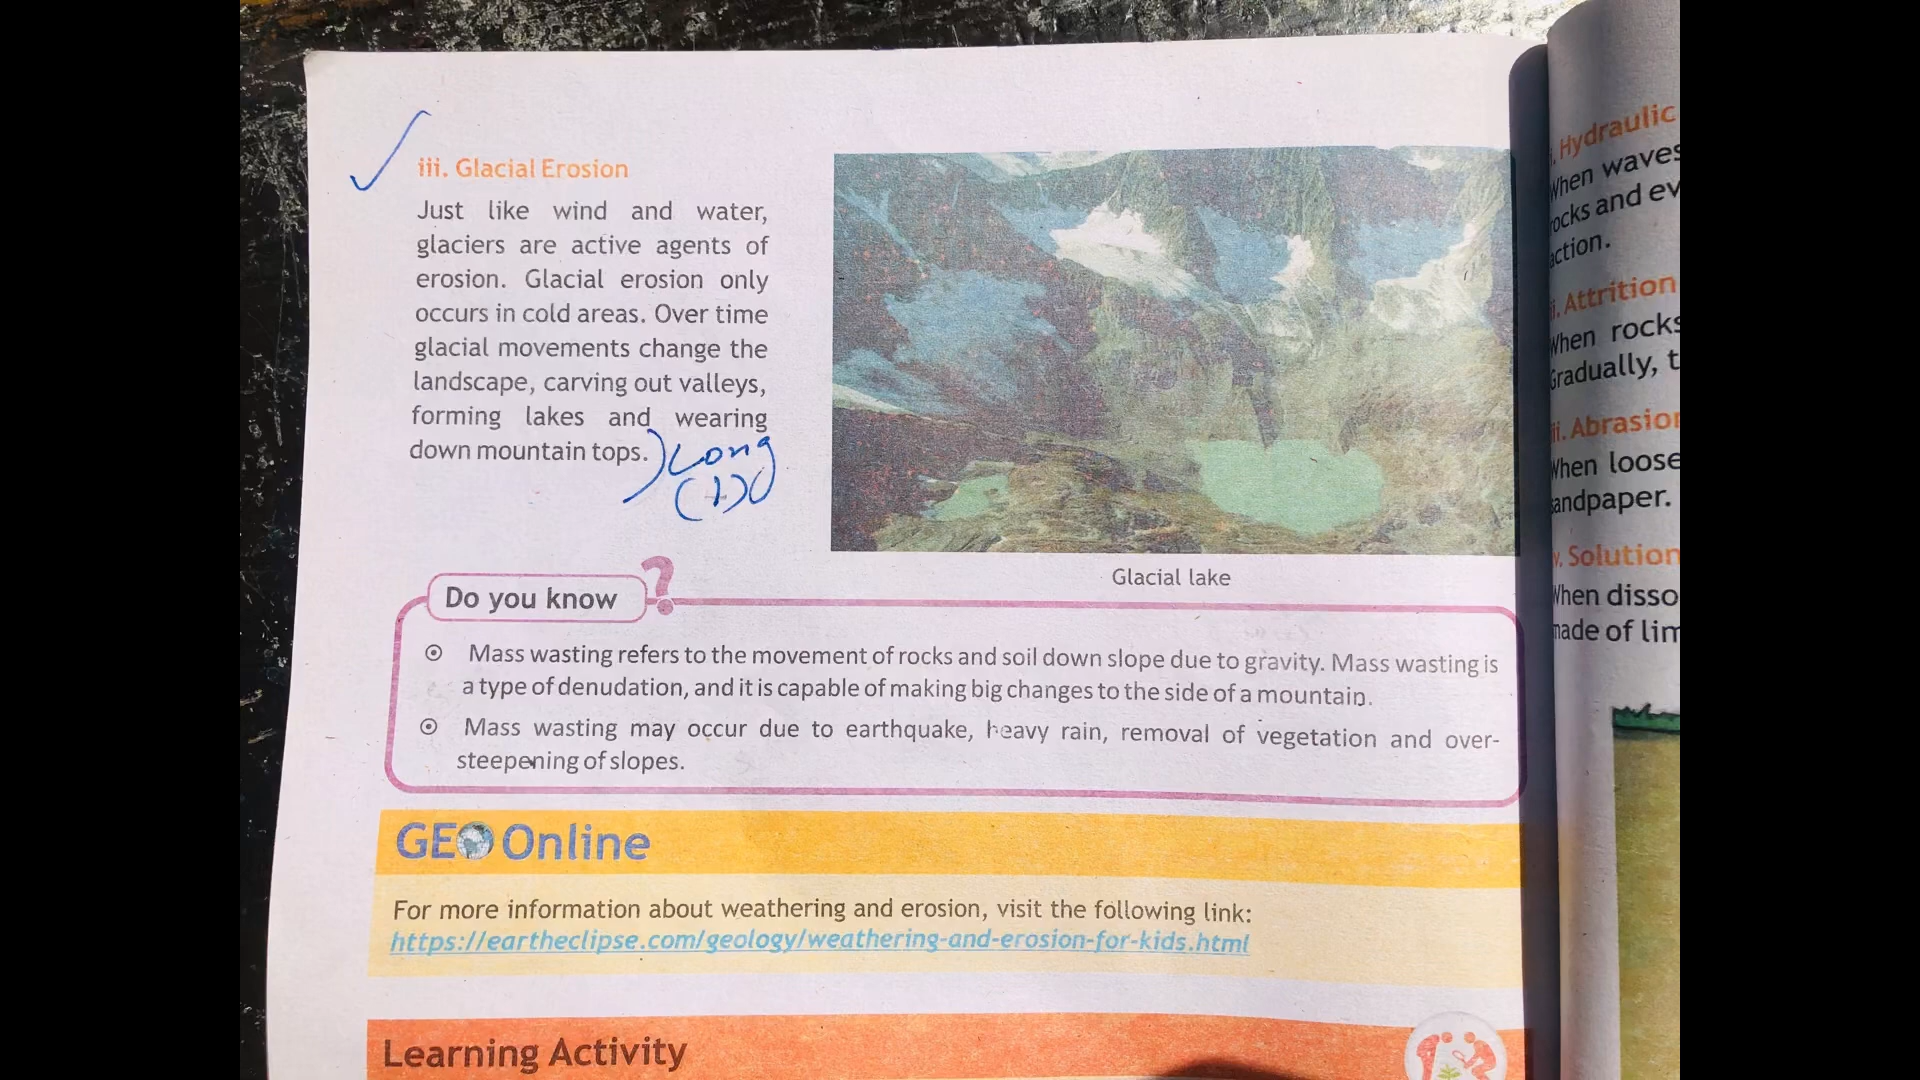 iii. Glacial Erosion
Just like wind and water,
glaciers are active agents of
erosion. Glacial erosion only
occurs in cold areas. Over time
glacial movements change the
landscape, carving out valleys,
forming lakes and wearing
down mountain tops.
Long
Glacial lake
Do you know ?
Mass wasting refers to the movement of rocks and soil down slope due to gravity. Mass wasting is
a type of denudation, and it is capable of making big changes to the side of a mountain.
Mass wasting may occur due to earthquake, heavy rain, removal of vegetation and over-
steepening of slopes.
GEO Online
For more information about weathering and erosion, visit the following link:
https://eartheclipse.com/geology/weathering-and-erosion-for-kids.html
Learning Activity
Hydraulic
When waves
rocks and ev
action.
Attrition
When rocks
Gradually, t
Abrasion
When loose
sandpaper.
Solution
When disso
made of lim